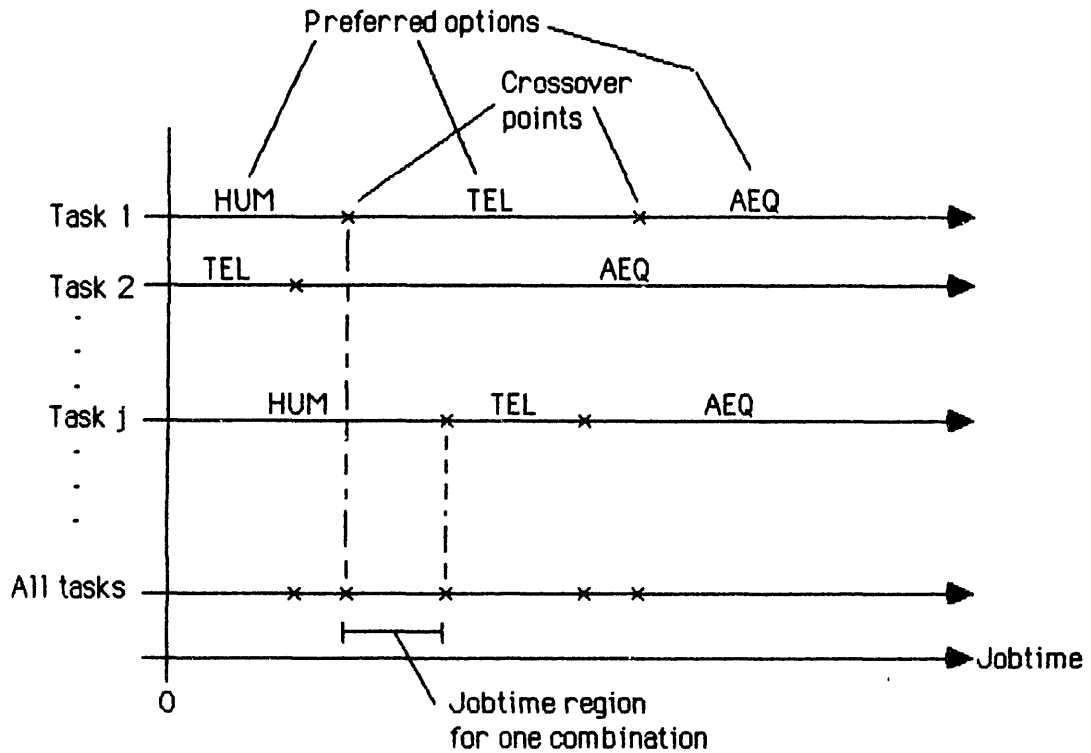 Preferred options
Crossover
points
HUM TEL AEQ
Task 1
TEL AEQ
Task 2
HUM TEL AEQ
Task j
All tasks
Jobtime
0
Jobtime region
for one combination